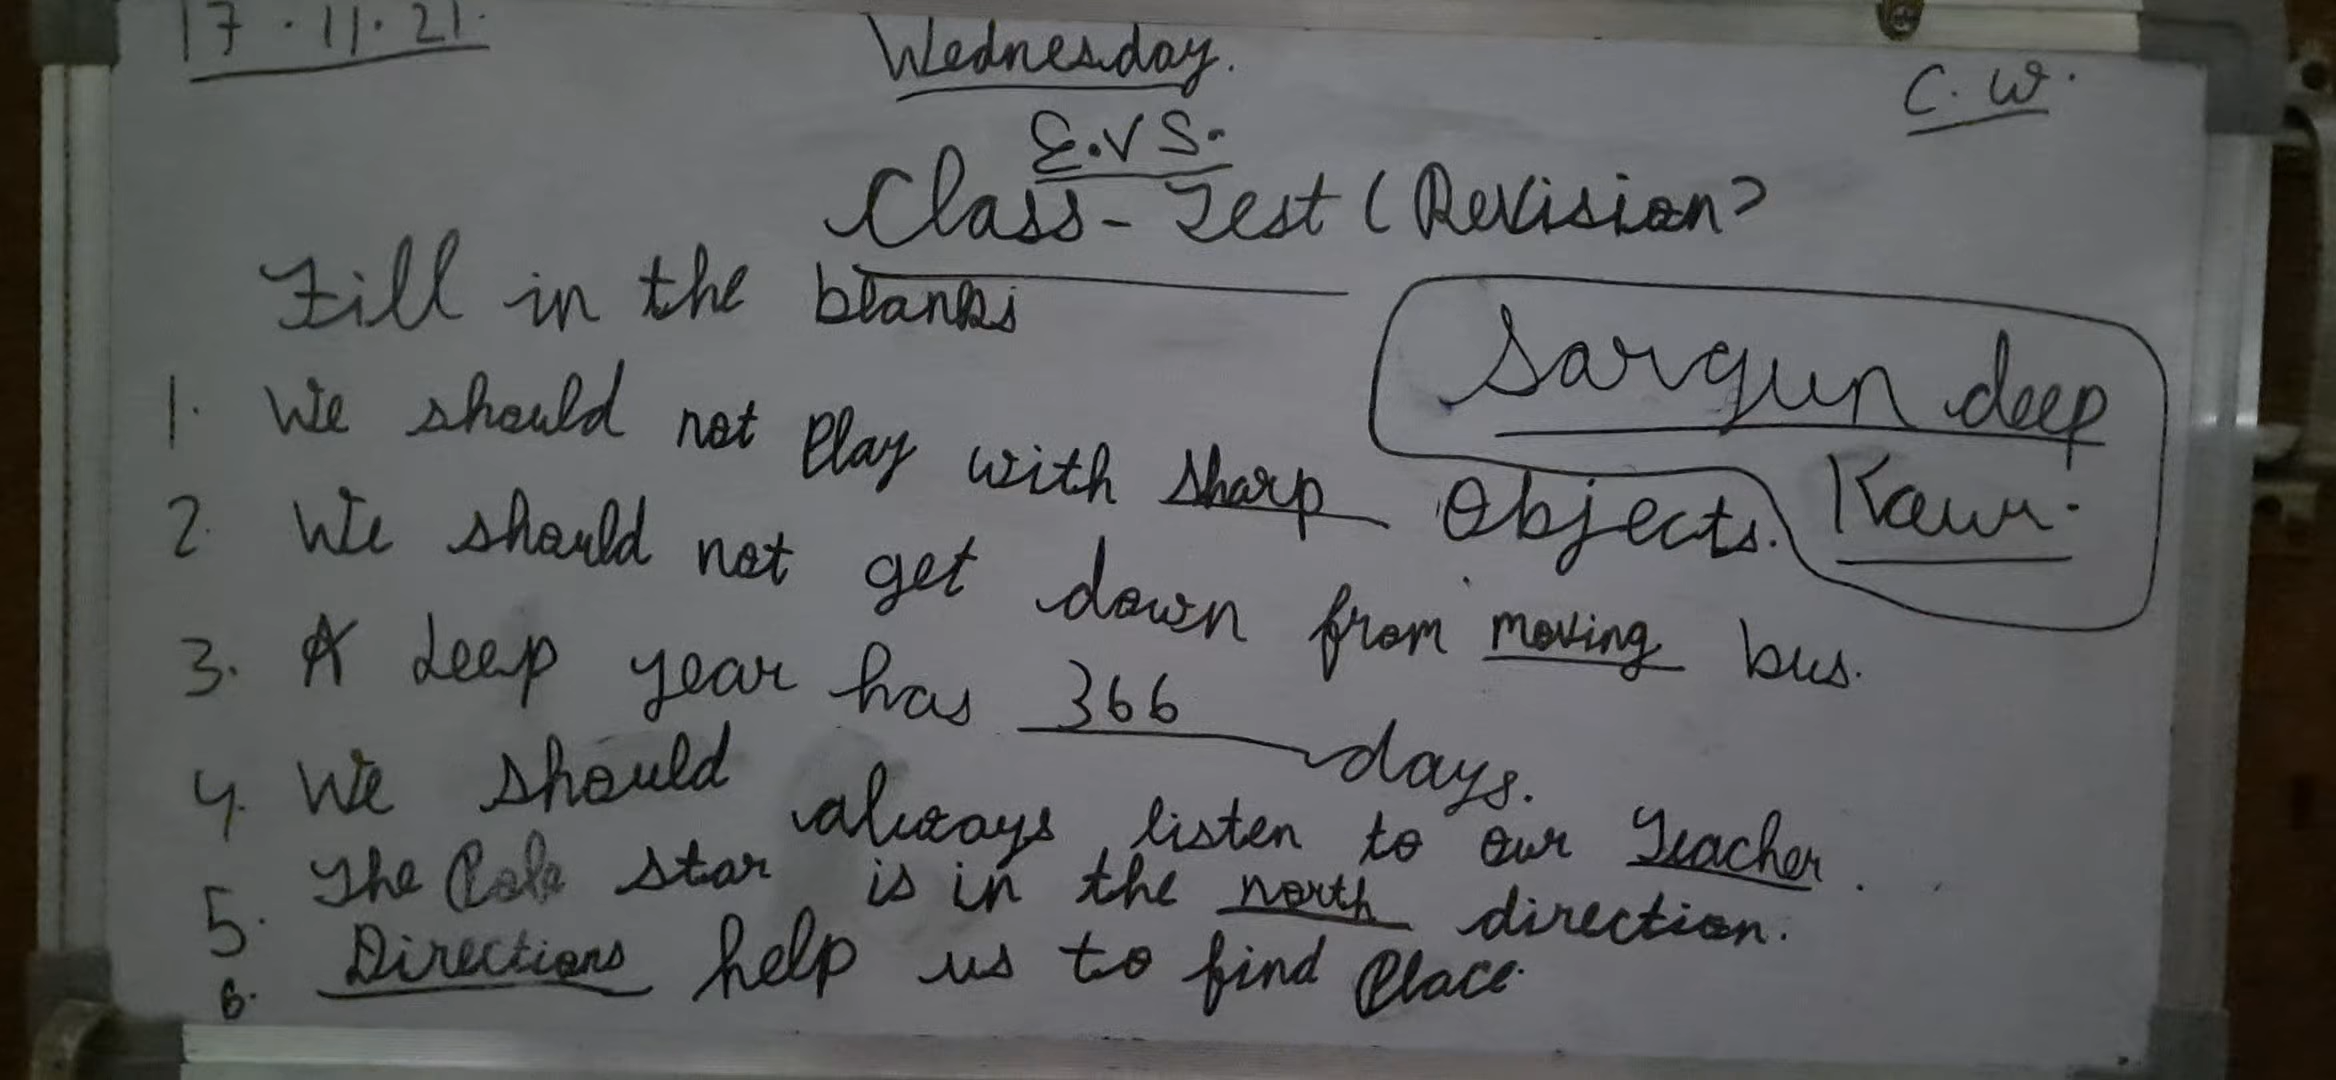 17.11.21.
Wednesday.
C.W.
E.V.S.
Class-Test (Revision)
Fill in the blanks
Sargun deep
Kaur.
1. We should not Play with sharp Objects.
2. We should not get down from moving bus.
3. A leep year has 366 days.
4. We should always listen to our Teacher.
5. The Pole star is in the north direction.
6. Directions help us to find Place.